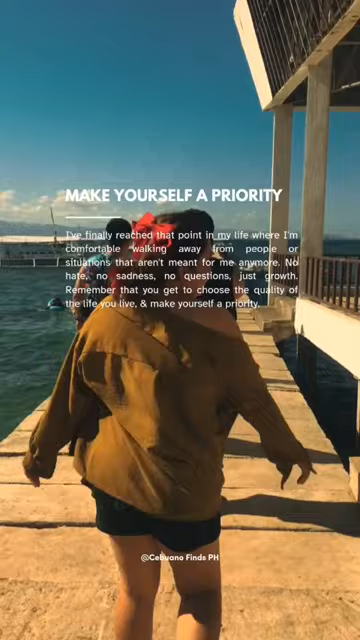 MAKE YOURSELF A PRIORITY
I've finally reached that point in my life where I'm
comfortable walking away from people or
situations that aren't meant for me anymore. No
hate, no sadness, no questions, just growth.
Remember that you get to choose the quality of
the life you live, & make yourself a priority.
@Cebuano Finds PH